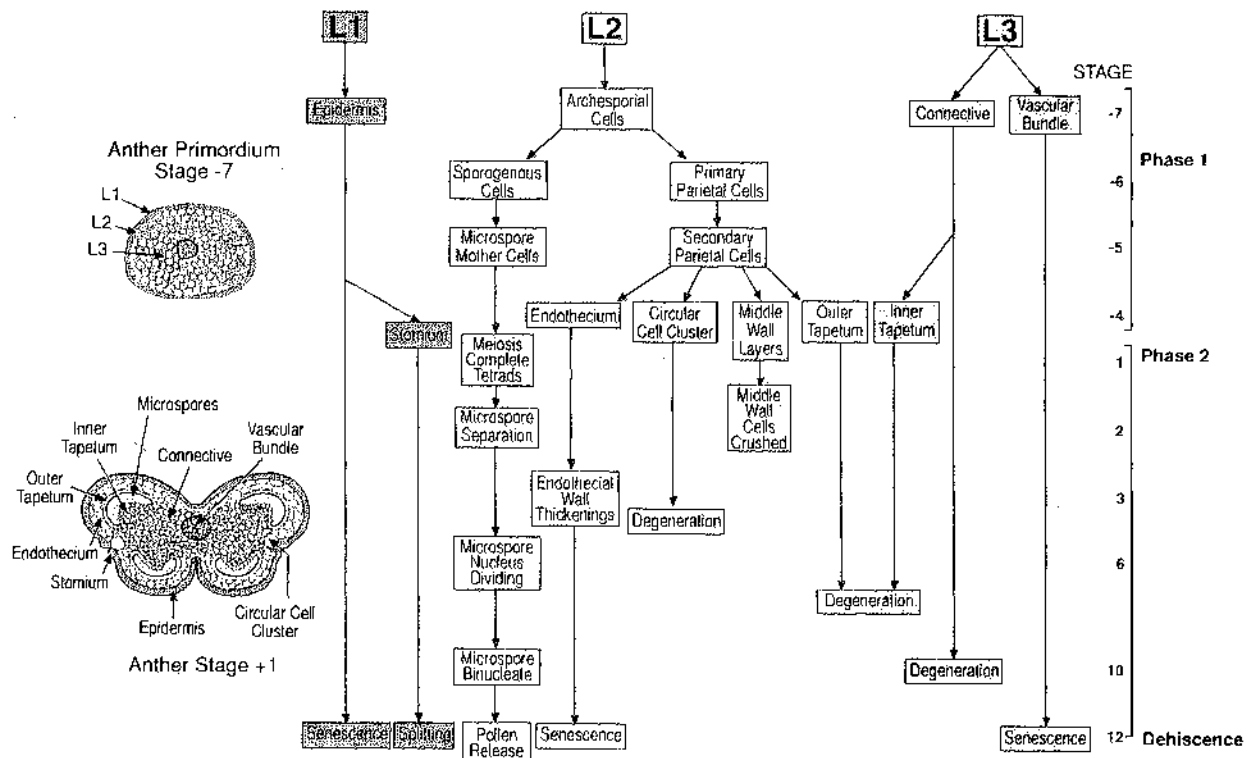 L1
L2
L3
STAGE
Epidermis
Archesporial
Cells
Connective
Vascular
Bundle
-7
Phase 1
Anther Primordium
Stage -7
L1
L2
L3
Sporogenous
Cells
Primary
Parietal Cells
-6
Microspore
Mother Cells
Secondary
Parietal Cells
-5
Stomium
Endothecium
Circular
Cell Cluster
Middle
Wall
Layers
Outer
Tapetum
Inner
Tapetum
-4
Meiosis
Complete
Tetrads
1
Phase 2
Microspore
Separation
Middle
Wall
Cells
Crushed
2
Microspores
Inner
Tapetum
Connective
Vascular
Bundle
Outer
Tapetum
Endothecium
Stomium
Epidermis
Circular Cell
Cluster
Anther Stage +1
Endothecial
Wall
Thickenings
Degeneration
3
Microspore
Nucleus
Dividing
6
Degeneration
Microspore
Binucleate
Degeneration
10
Senescence
Splitting
Pollen
Release
Senescence
Senescence
12
Dehiscence